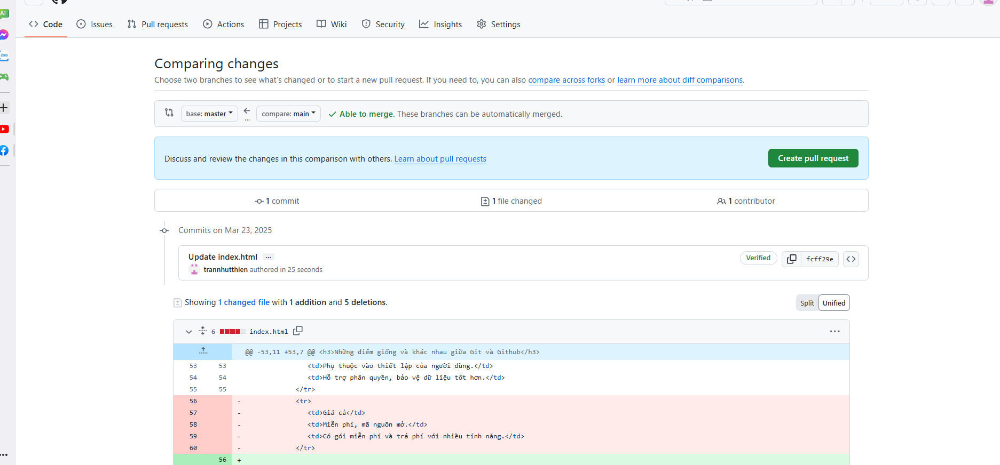 AI
Code Issues Pull requests Actions Projects Wiki Security Insights Settings
Zalo
Comparing changes
Choose two branches to see what's changed or to start a new pull request. If you need to, you can also compare across forks or learn more about diff comparisons.
base: master ← ... compare: main ✓ Able to merge. These branches can be automatically merged.
Discuss and review the changes in this comparison with others. Learn about pull requests Create pull request
1 commit 1 file changed 1 contributor
Commits on Mar 23, 2025
Update index.html ... Verified fcff29e <>
trannhutthien authored in 25 seconds
Showing 1 changed file with 1 addition and 5 deletions. Split Unified
6 index.html ...
@@ -53,11 +53,7 @@ <h3>Những điểm giống và khác nhau giữa Git và Github</h3>
53 53 <td>Phụ thuộc vào thiết lập của người dùng.</td>
54 54 <td>Hỗ trợ phân quyền, bảo vệ dữ liệu tốt hơn.</td>
55 55 </tr>
56 - <tr>
57 - <td>Giá cả</td>
58 - <td>Miễn phí, mã nguồn mở.</td>
59 - <td>Có gói miễn phí và trả phí với nhiều tính năng.</td>
60 - </tr>
56 +